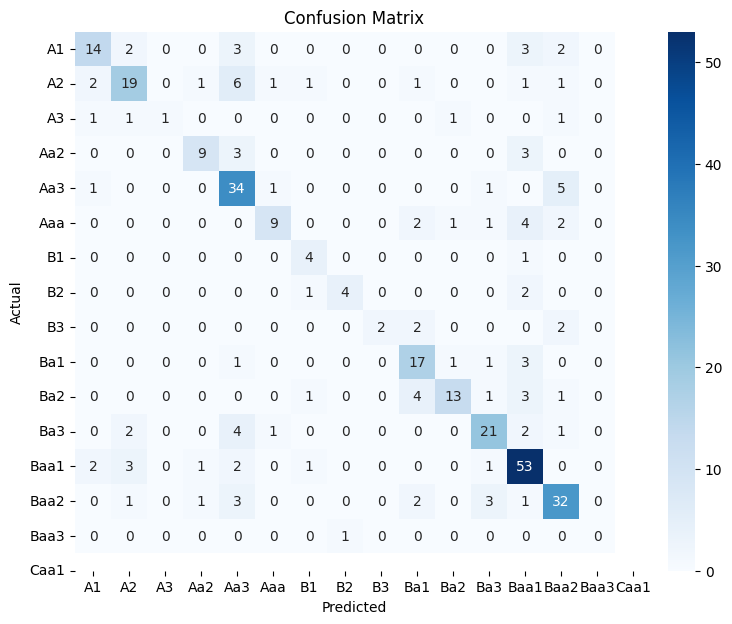 Confusion Matrix
A1 14 2 0 0 3 0 0 0 0 0 0 0 3 2 0
A2 2 19 0 1 6 1 1 0 0 1 0 0 1 1 0
A3 1 1 1 0 0 0 0 0 0 0 1 0 0 1 0
Aa2 0 0 0 9 3 0 0 0 0 0 0 0 3 0 0
Aa3 1 0 0 0 34 1 0 0 0 0 0 1 0 5 0
Aaa 0 0 0 0 0 9 0 0 0 2 1 1 4 2 0
B1 0 0 0 0 0 0 4 0 0 0 0 0 1 0 0
B2 0 0 0 0 0 0 1 4 0 0 0 0 2 0 0
B3 0 0 0 0 0 0 0 0 2 2 0 0 0 2 0
Ba1 0 0 0 0 1 0 0 0 0 17 1 1 3 0 0
Ba2 0 0 0 0 0 0 1 0 0 4 13 1 3 1 0
Ba3 0 2 0 0 4 1 0 0 0 0 0 21 2 1 0
Baa1 2 3 0 1 2 0 1 0 0 0 0 1 53 0 0
Baa2 0 1 0 1 3 0 0 0 0 2 0 3 1 32 0
Baa3 0 0 0 0 0 0 0 1 0 0 0 0 0 0 0
Caa1
A1 A2 A3 Aa2 Aa3 Aaa B1 B2 B3 Ba1 Ba2 Ba3 Baa1 Baa2 Baa3 Caa1
Predicted
Actual
50
40
30
20
10
0